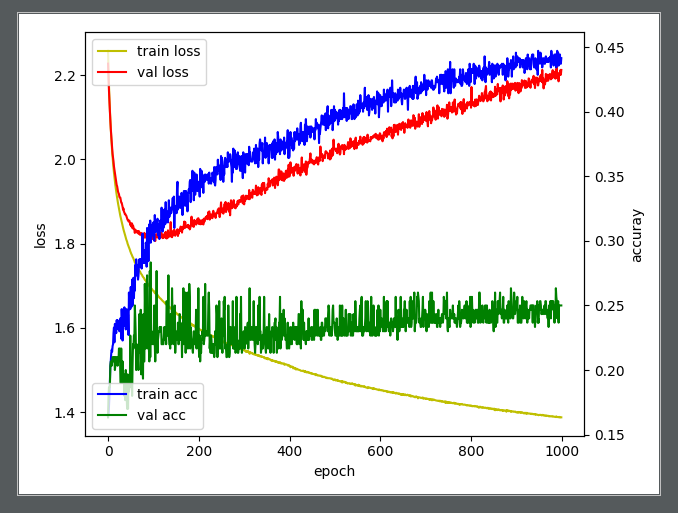 train loss
val loss
train acc
val acc
loss
2.2
2.0
1.8
1.6
1.4
0.45
0.40
0.35
0.30
0.25
0.20
0.15
accuray
0
200
400
600
800
1000
epoch